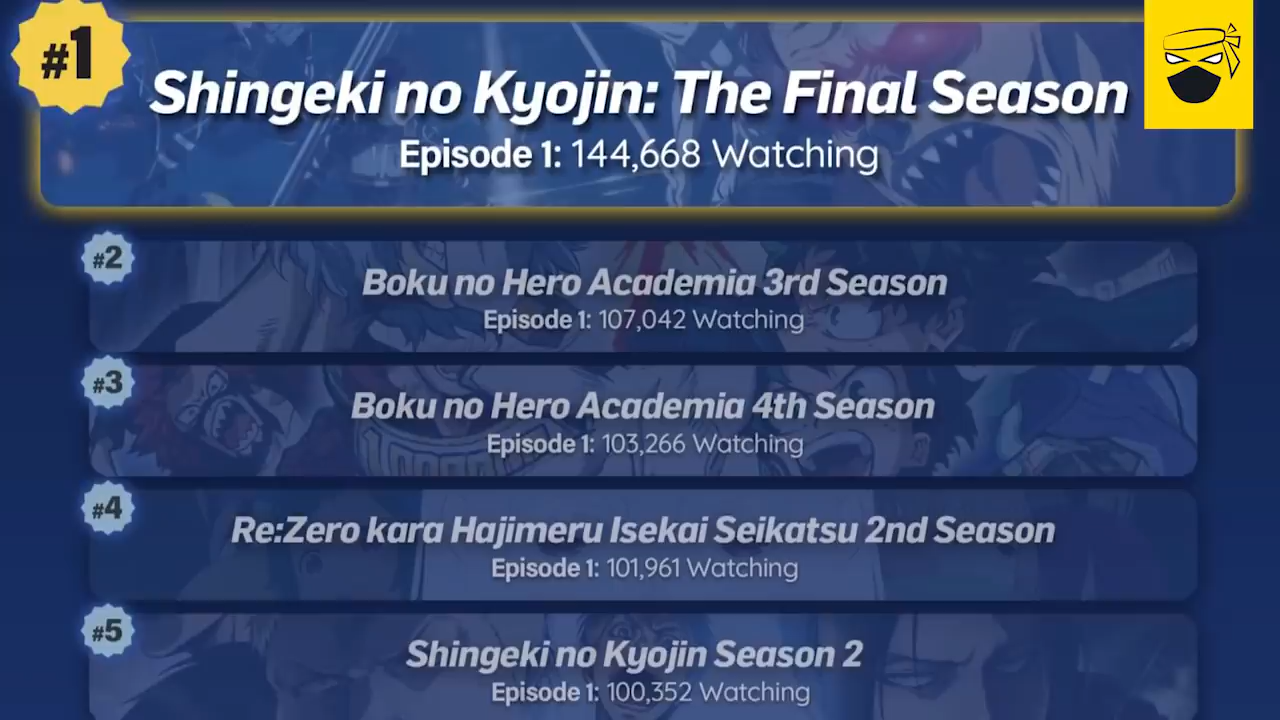 #1
Shingeki no Kyojin: The Final Season
Episode 1: 144,668 Watching
#2
Boku no Hero Academia 3rd Season
Episode 1: 107,042 Watching
#3
Boku no Hero Academia 4th Season
Episode 1: 103,266 Watching
#4
Re:Zero kara Hajimeru Isekai Seikatsu 2nd Season
Episode 1: 101,961 Watching
#5
Shingeki no Kyojin Season 2
Episode 1: 100,352 Watching